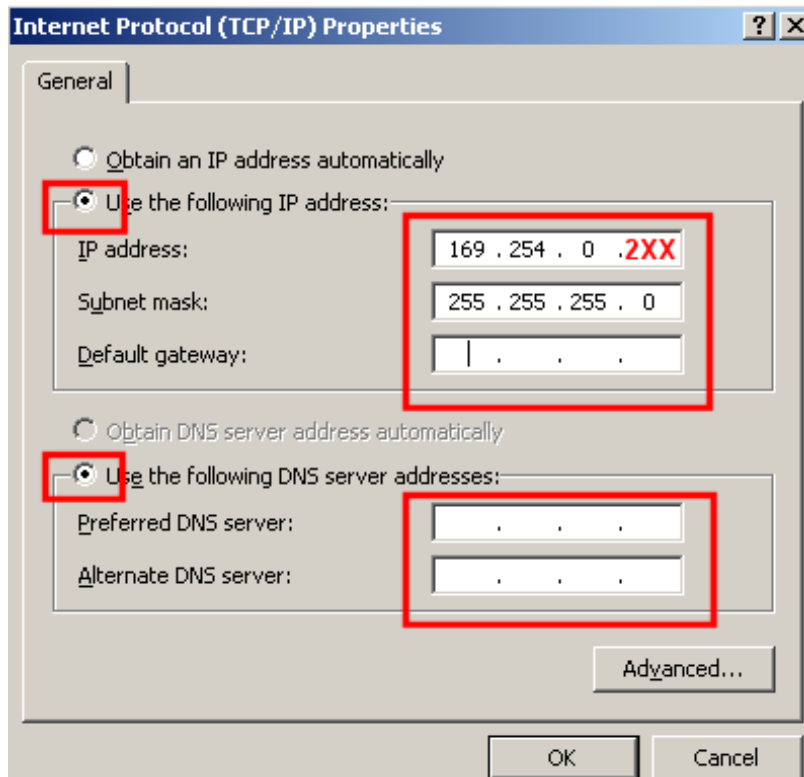 Internet Protocol (TCP/IP) Properties
General
Obtain an IP address automatically
Use the following IP address:
IP address: 169 . 254 . 0 .2XX
Subnet mask: 255 . 255 . 255 . 0
Default gateway: . . .
Obtain DNS server address automatically
Use the following DNS server addresses:
Preferred DNS server: . . .
Alternate DNS server: . . .
Advanced...
OK Cancel